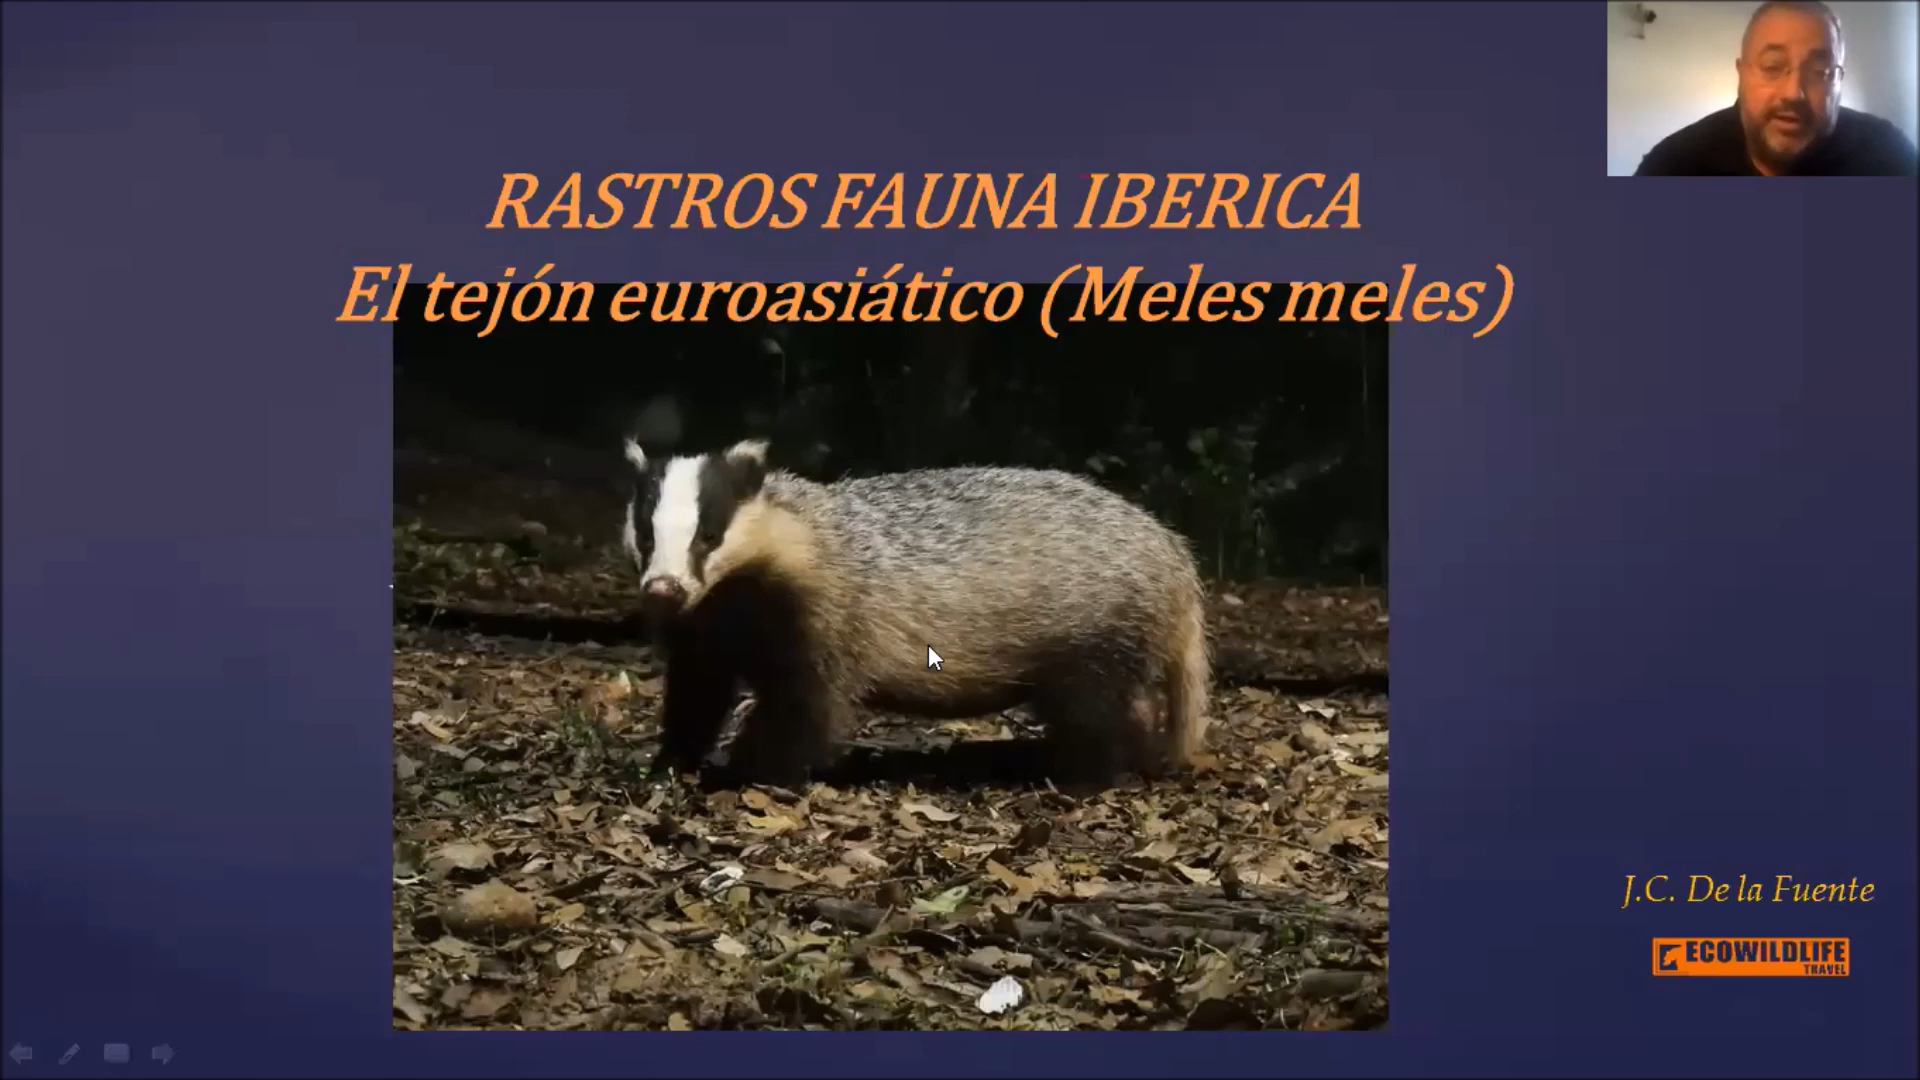 RASTROS FAUNA IBERICA
El tejón euroasiático (Meles meles)
J.C. De la Fuente
ECOWILDLIFE
TRAVEL